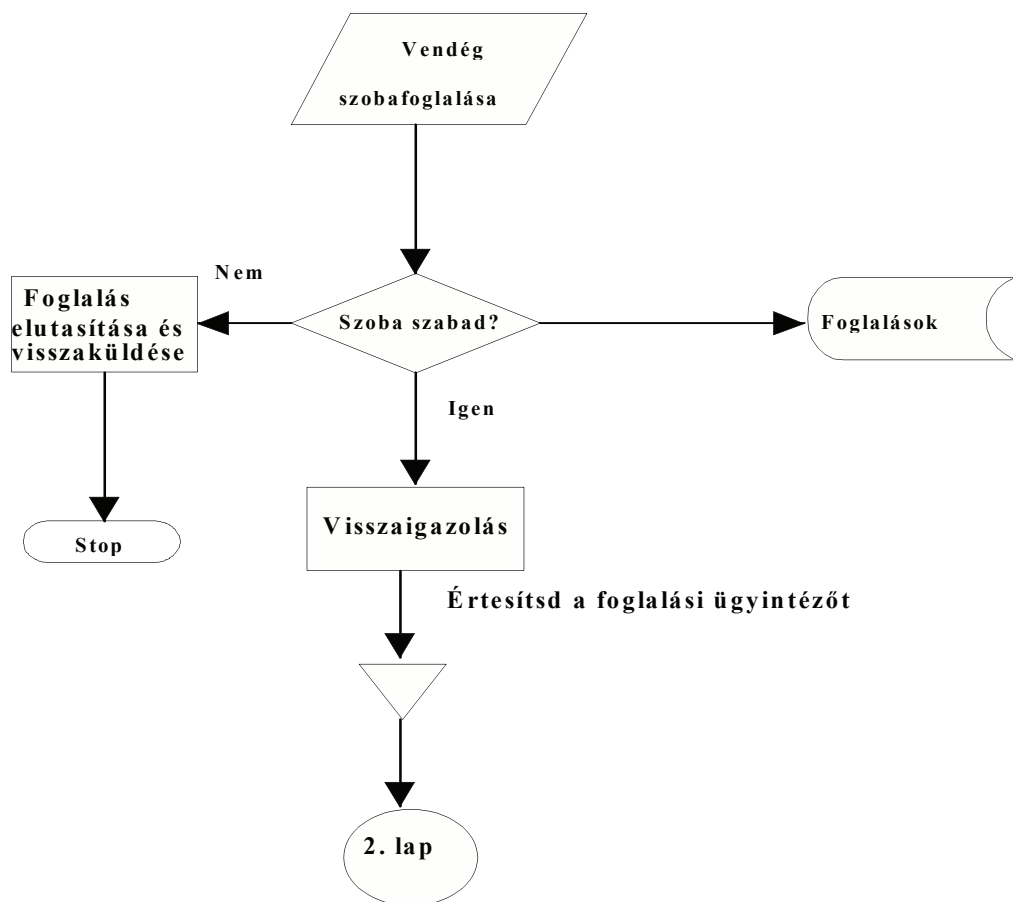 Vendég
szobafoglalása
Nem
Foglalás
elutasítása és
visszaküldése
Szoba szabad?
Foglalások
Igen
Stop
Visszaigazolás
Értesítsd a foglalási ügyintézőt
2. lap